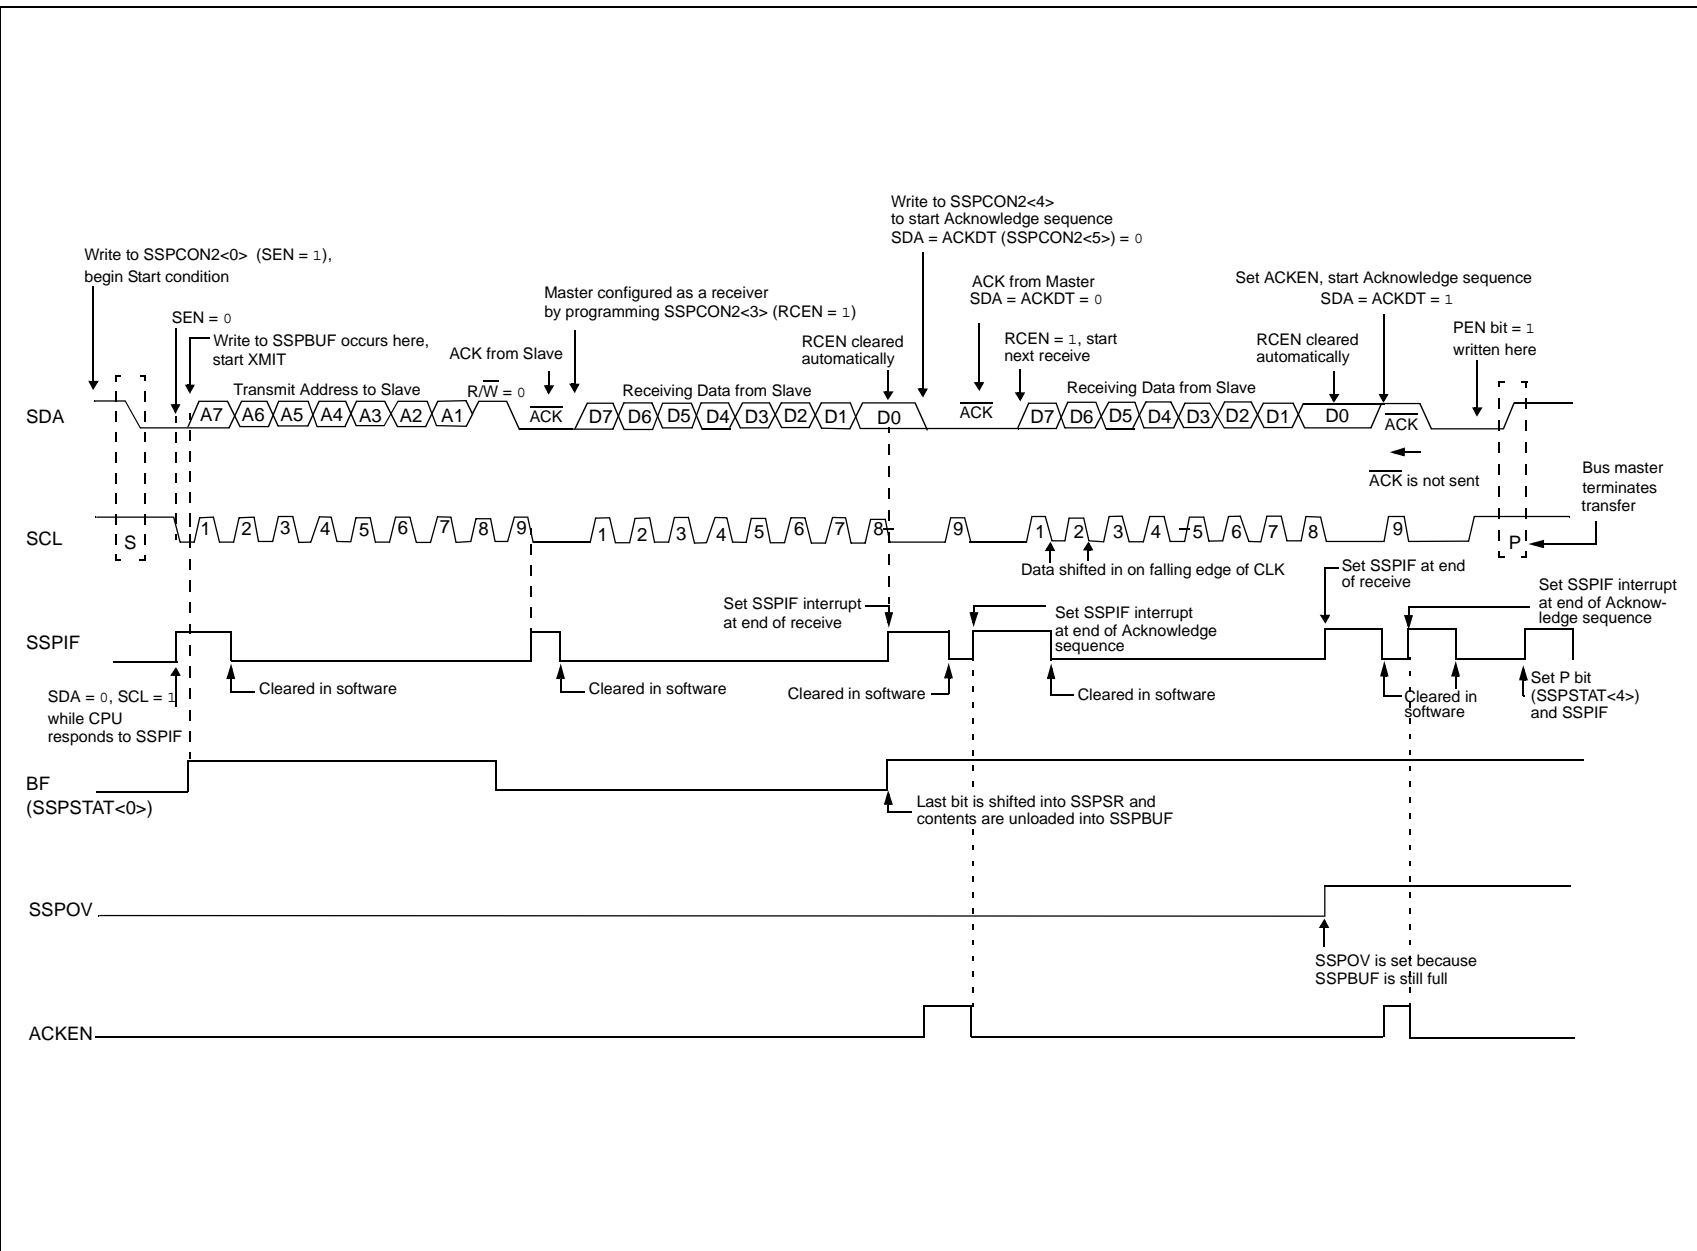 Write to SSPCON2<4>
to start Acknowledge sequence
SDA = ACKDT (SSPCON2<5>) = 0
Write to SSPCON2<0> (SEN = 1),
begin Start condition
ACK from Master
SDA = ACKDT = 0
Set ACKEN, start Acknowledge sequence
SDA = ACKDT = 1
Master configured as a receiver
by programming SSPCON2<3> (RCEN = 1)
SEN = 0
Write to SSPBUF occurs here,
start XMIT
ACK from Slave
RCEN cleared
automatically
RCEN = 1, start
next receive
RCEN cleared
automatically
PEN bit = 1
written here
Transmit Address to Slave
R/W = 0
Receiving Data from Slave
Receiving Data from Slave
SDA
A7 A6 A5 A4 A3 A2 A1 ACK D7 D6 D5 D4 D3 D2 D1 D0 ACK D7 D6 D5 D4 D3 D2 D1 D0 ACK
ACK is not sent
Bus master
terminates
transfer
SCL
S 1 2 3 4 5 6 7 8 9 1 2 3 4 5 6 7 8 9 1 2 3 4 5 6 7 8 9 P
Data shifted in on falling edge of CLK
Set SSPIF at end
of receive
Set SSPIF interrupt
at end of receive
Set SSPIF interrupt
at end of Acknowledge
sequence
Set SSPIF interrupt
at end of Acknow-
ledge sequence
SSPIF
SDA = 0, SCL = 1
while CPU
responds to SSPIF
Cleared in software
Cleared in software
Cleared in software
Cleared in software
Cleared in
software
Set P bit
(SSPSTAT<4>)
and SSPIF
BF
(SSPSTAT<0>)
Last bit is shifted into SSPSR and
contents are unloaded into SSPBUF
SSPOV
SSPOV is set because
SSPBUF is still full
ACKEN